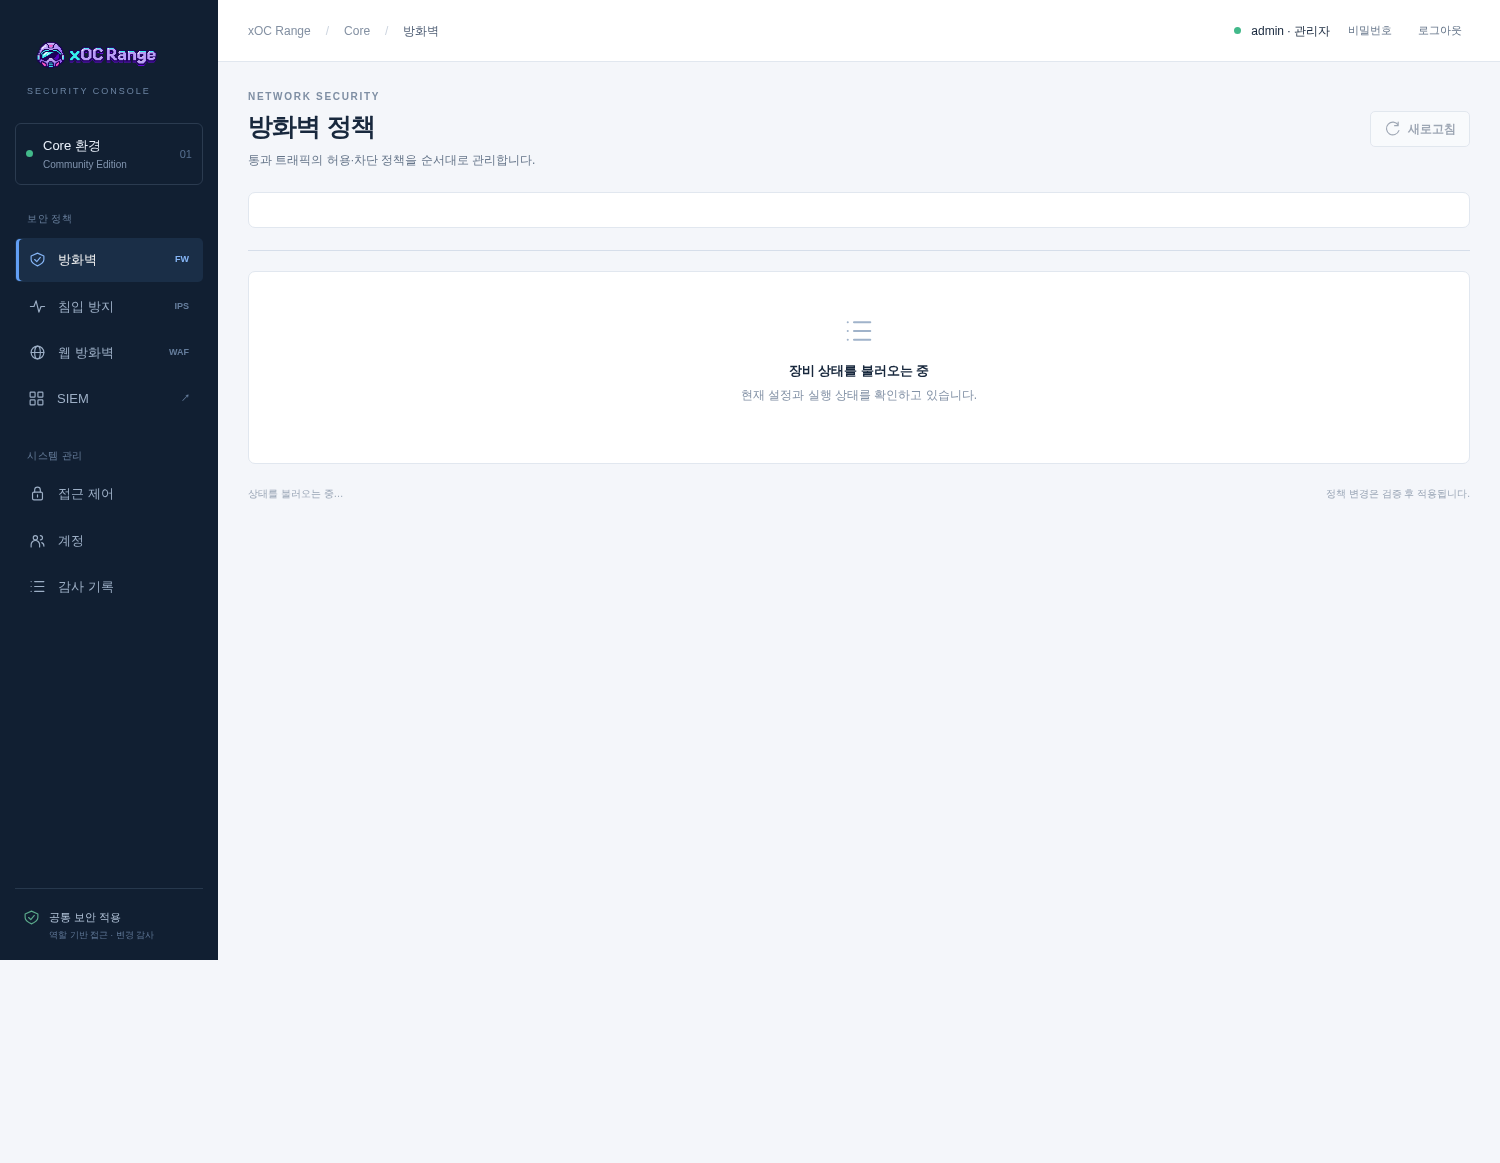 xOC Range
SECURITY CONSOLE
Core 환경
Community Edition
01
보안 정책
방화벽 FW
침입 방지 IPS
웹 방화벽 WAF
SIEM ↗
시스템 관리
접근 제어
계정
감사 기록
공통 보안 적용
역할 기반 접근 · 변경 감사
xOC Range / Core / 방화벽
admin · 관리자 비밀번호 로그아웃
NETWORK SECURITY
방화벽 정책
통과 트래픽의 허용·차단 정책을 순서대로 관리합니다.
새로고침
장비 상태를 불러오는 중
현재 설정과 실행 상태를 확인하고 있습니다.
상태를 불러오는 중...
정책 변경은 검증 후 적용됩니다.